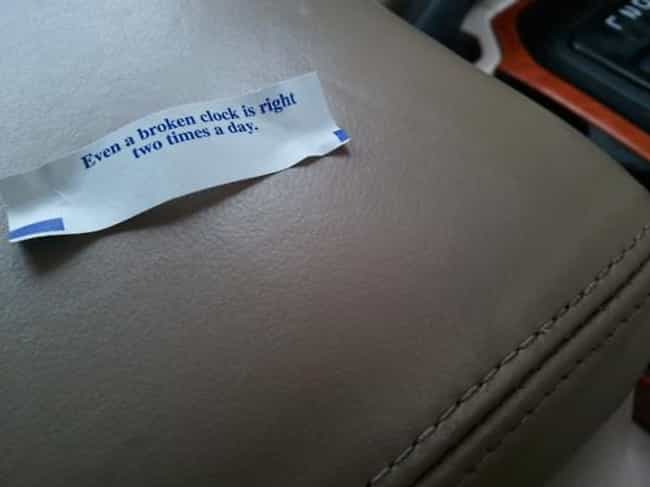 Even a broken clock is right
two times a day.